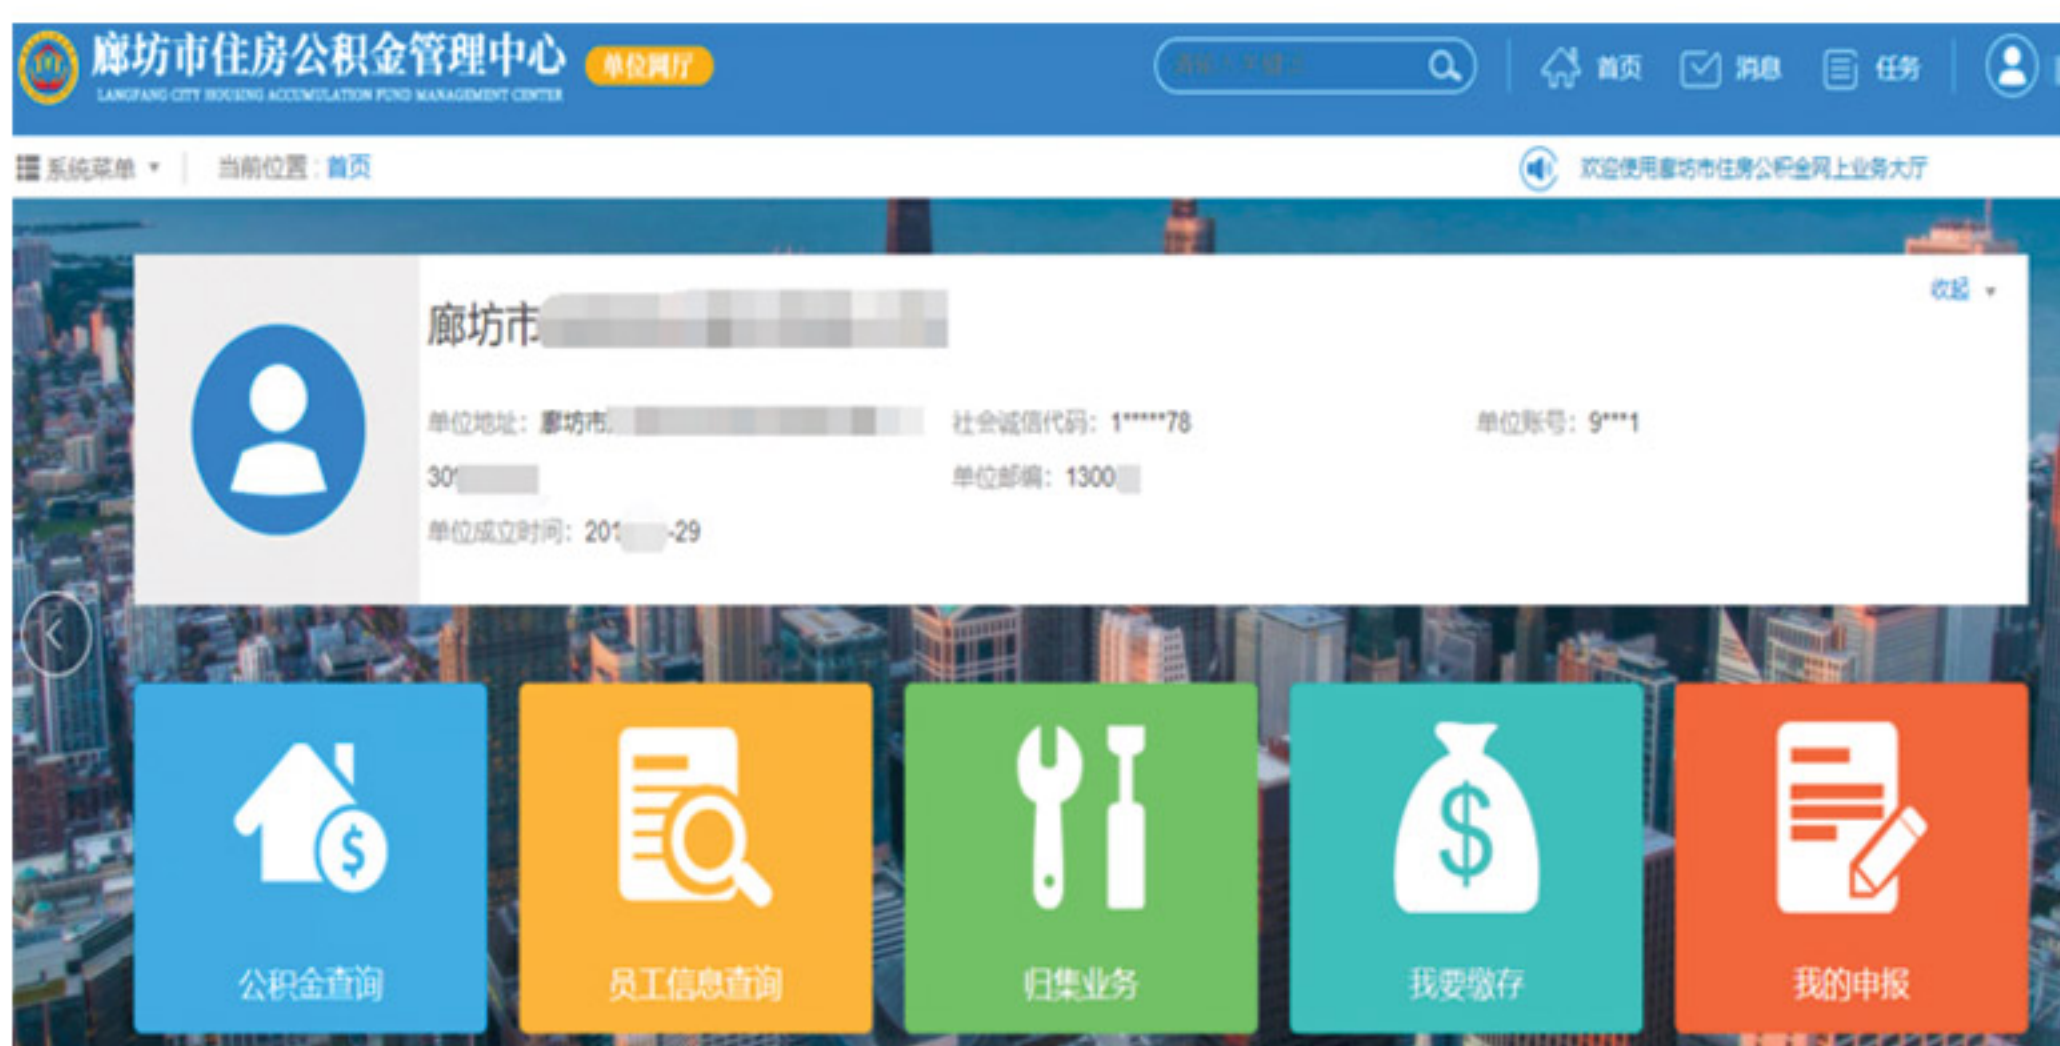 廊坊市住房公积金管理中心 单位网厅
LANGFANG CITY HOUSING ACCUMULATION FUND MANAGEMENT CENTER
首页 消息 任务
系统菜单 当前位置:首页 欢迎使用廊坊市住房公积金网上业务大厅
收起
廊坊市
单位地址:廊坊市 社会诚信代码:1*****78 单位账号:9***1
30 单位邮编:1300
单位成立时间:201 -29
公积金查询 员工信息查询 归集业务 我要缴存 我的申报